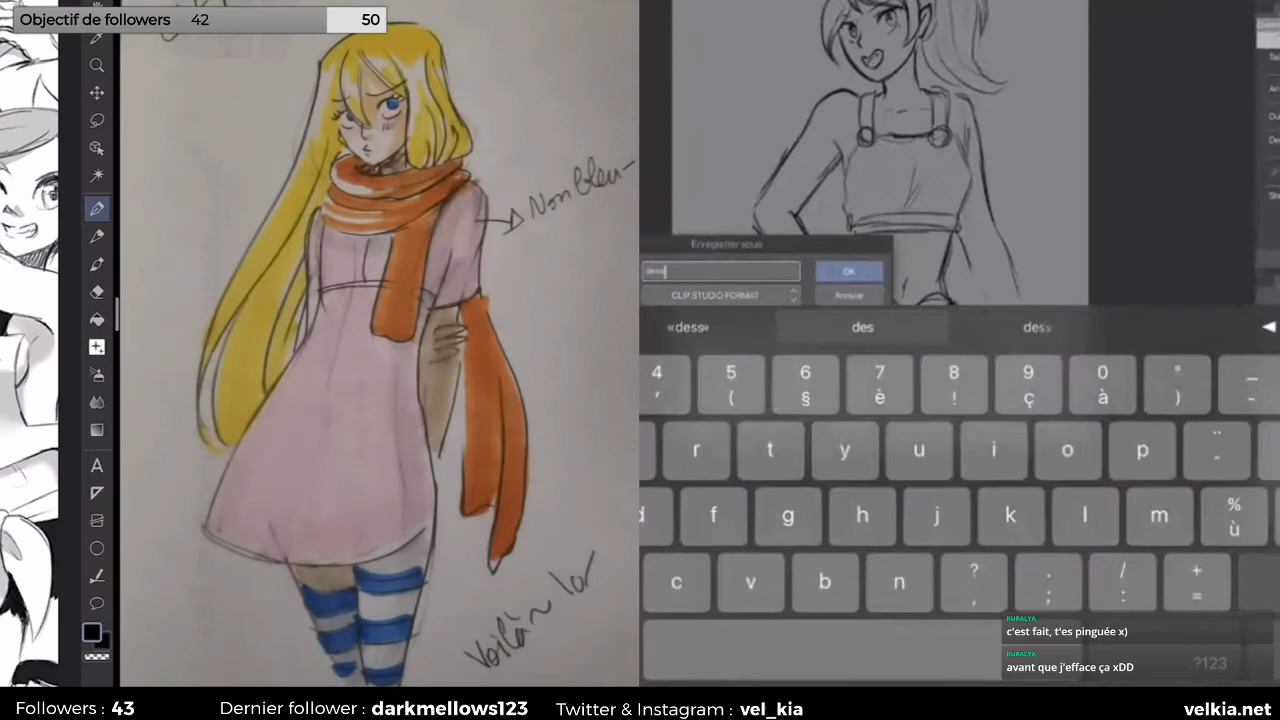 Objectif de followers 42 50
Non bleu
Voilà
Enregistrer sous
dess
OK
CLIP STUDIO FORMAT
Annuler
«dess» des dess
4 5 6 7 8 9 0 ° _
' ( § è ! ç à ) -
r t y u i o p ¨
^
d f g h j k l m %
ù
c v b n ? . / +
, ; : =
.?123
KURALYA
c'est fait, t'es pinguée x)
KURALYA
avant que j'efface ça xDD
A
Followers : 43 Dernier follower : darkmellows123 Twitter & Instagram : vel_kia velkia.net